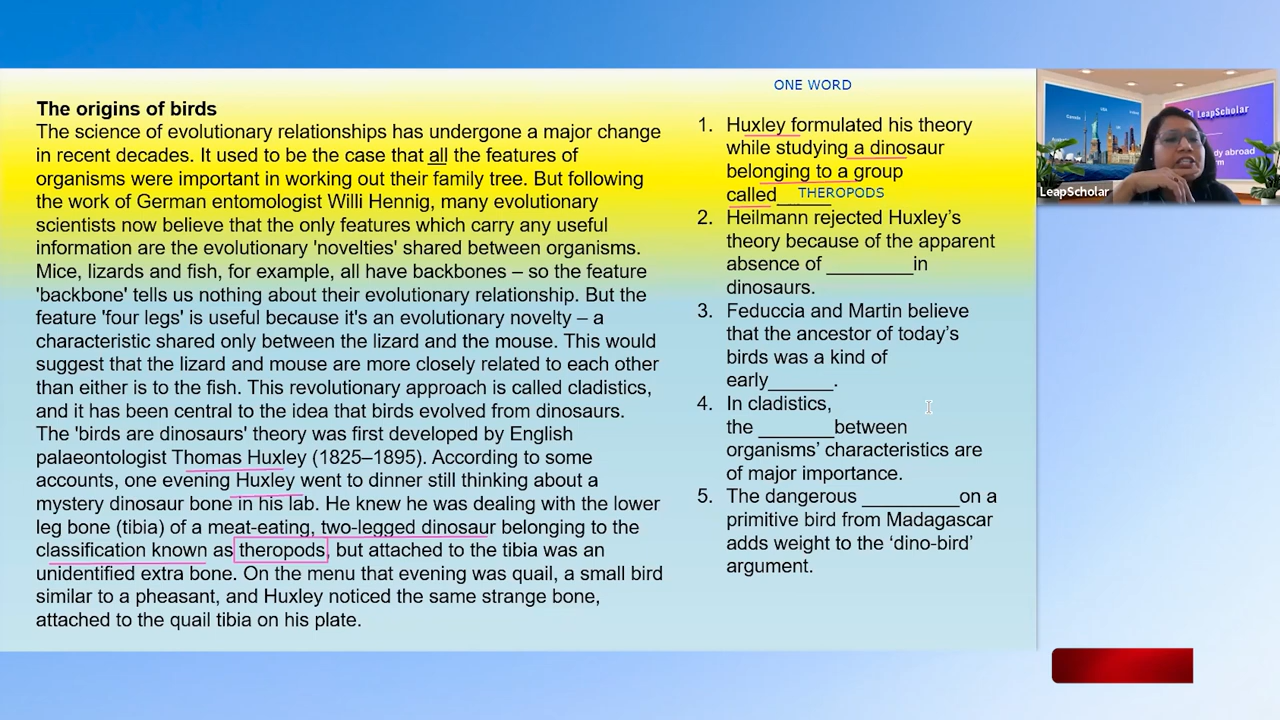 ONE WORD
The origins of birds
The science of evolutionary relationships has undergone a major change
in recent decades. It used to be the case that all the features of
organisms were important in working out their family tree. But following
the work of German entomologist Willi Hennig, many evolutionary
scientists now believe that the only features which carry any useful
information are the evolutionary 'novelties' shared between organisms.
Mice, lizards and fish, for example, all have backbones – so the feature
'backbone' tells us nothing about their evolutionary relationship. But the
feature 'four legs' is useful because it's an evolutionary novelty – a
characteristic shared only between the lizard and the mouse. This would
suggest that the lizard and mouse are more closely related to each other
than either is to the fish. This revolutionary approach is called cladistics,
and it has been central to the idea that birds evolved from dinosaurs.
The 'birds are dinosaurs' theory was first developed by English
palaeontologist Thomas Huxley (1825–1895). According to some
accounts, one evening Huxley went to dinner still thinking about a
mystery dinosaur bone in his lab. He knew he was dealing with the lower
leg bone (tibia) of a meat-eating, two-legged dinosaur belonging to the
classification known as theropods, but attached to the tibia was an
unidentified extra bone. On the menu that evening was quail, a small bird
similar to a pheasant, and Huxley noticed the same strange bone,
attached to the quail tibia on his plate.
1. Huxley formulated his theory
while studying a dinosaur
belonging to a group
called______ THEROPODS
2. Heilmann rejected Huxley's
theory because of the apparent
absence of ________in
dinosaurs.
3. Feduccia and Martin believe
that the ancestor of today's
birds was a kind of
early______.
4. In cladistics,
the _______between
organisms' characteristics are
of major importance.
5. The dangerous _________on a
primitive bird from Madagascar
adds weight to the 'dino-bird'
argument.
LeapScholar
dy abroad
LeapScholar